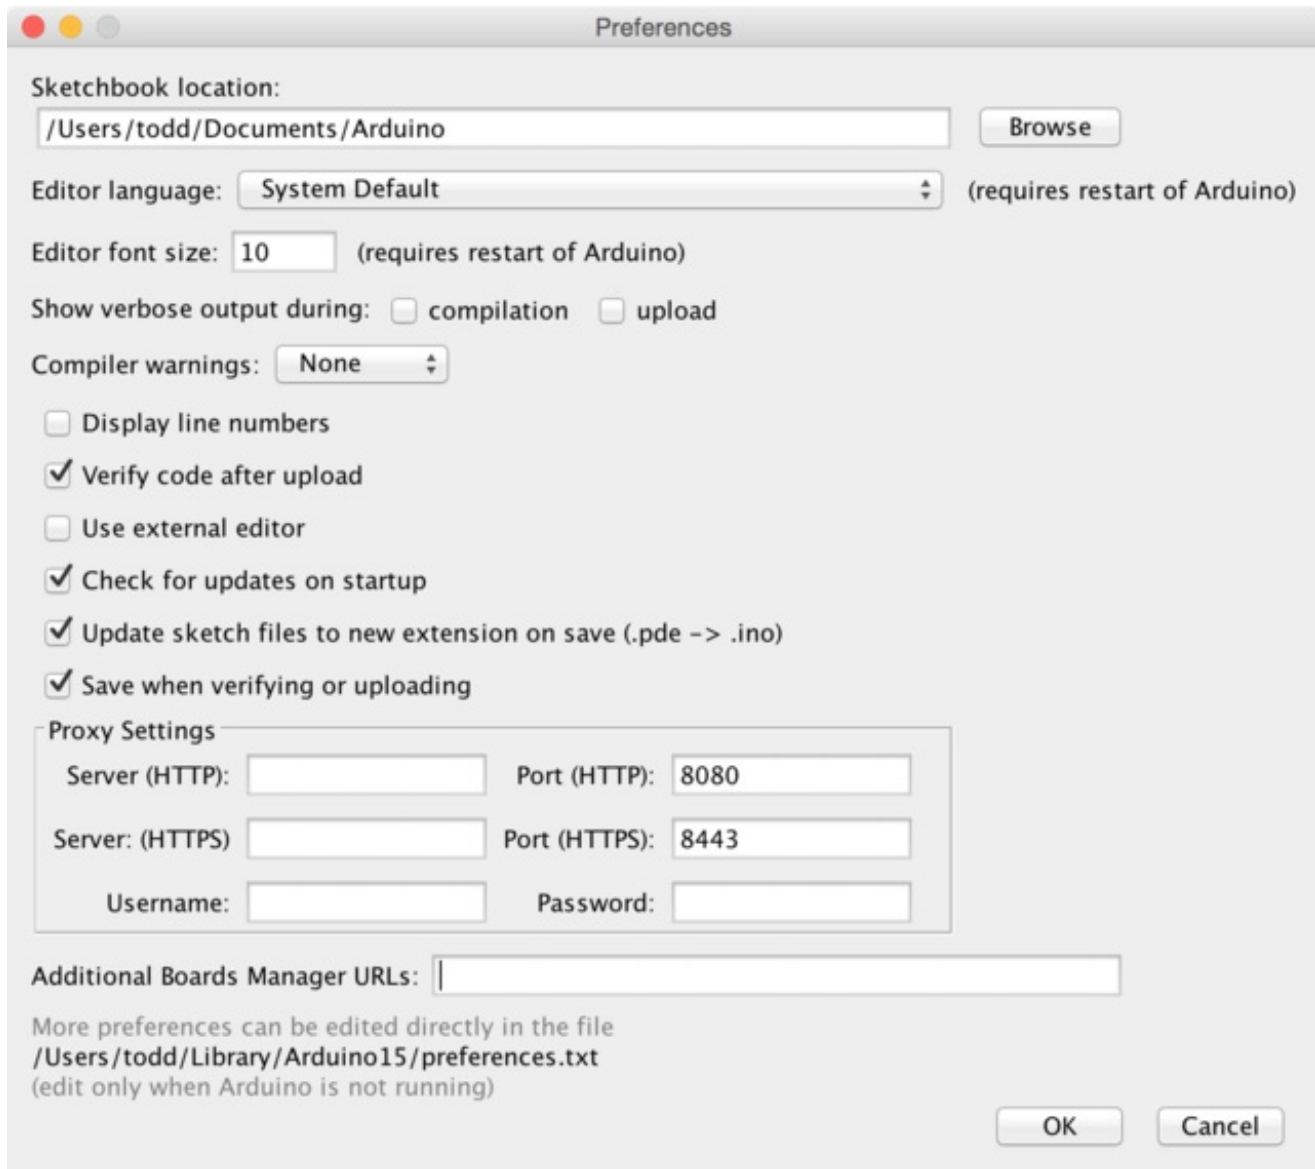 Preferences
Sketchbook location:
/Users/todd/Documents/Arduino Browse
Editor language: System Default (requires restart of Arduino)
Editor font size: 10 (requires restart of Arduino)
Show verbose output during: compilation upload
Compiler warnings: None
Display line numbers
Verify code after upload
Use external editor
Check for updates on startup
Update sketch files to new extension on save (.pde -> .ino)
Save when verifying or uploading
Proxy Settings
Server (HTTP): Port (HTTP): 8080
Server: (HTTPS) Port (HTTPS): 8443
Username: Password:
Additional Boards Manager URLs:
More preferences can be edited directly in the file
/Users/todd/Library/Arduino15/preferences.txt
(edit only when Arduino is not running)
OK Cancel